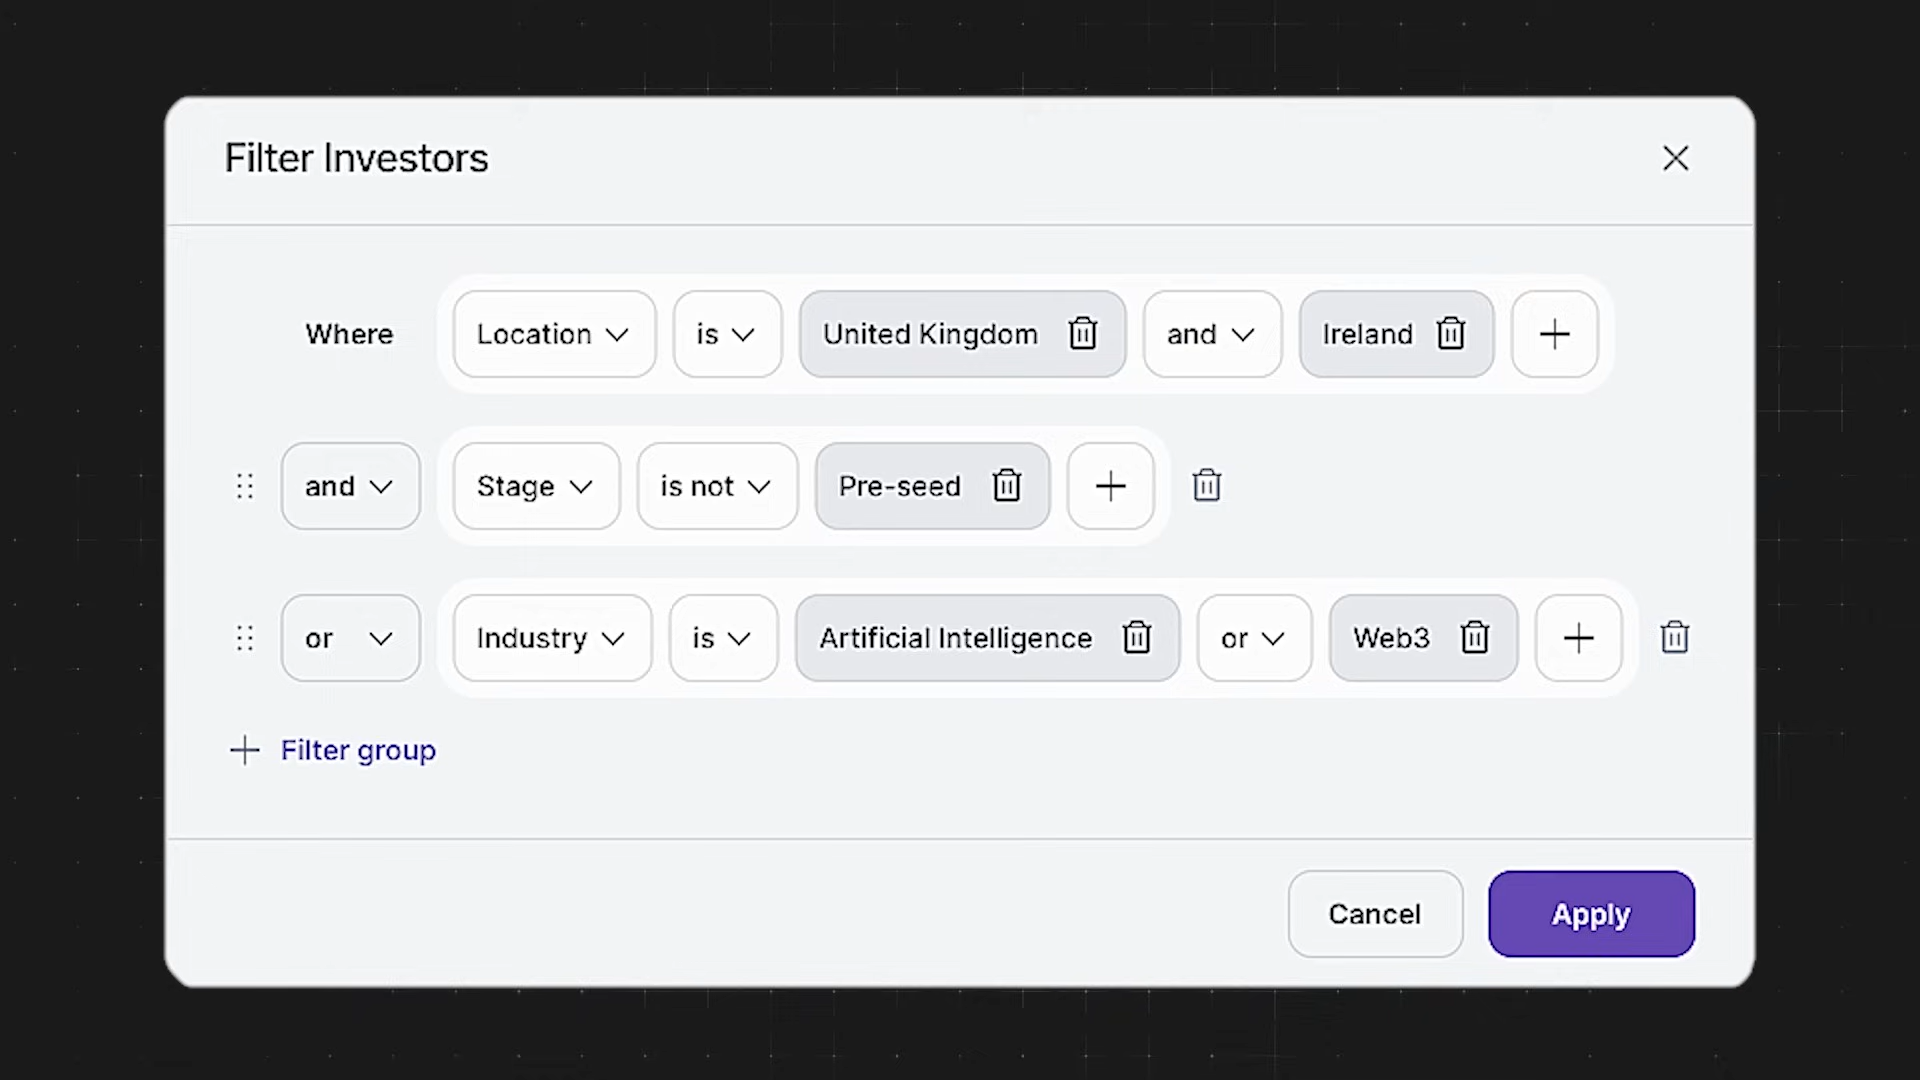 Filter Investors
Where Location is United Kingdom and Ireland
and Stage is not Pre-seed
or Industry is Artificial Intelligence or Web3
Filter group
Cancel Apply